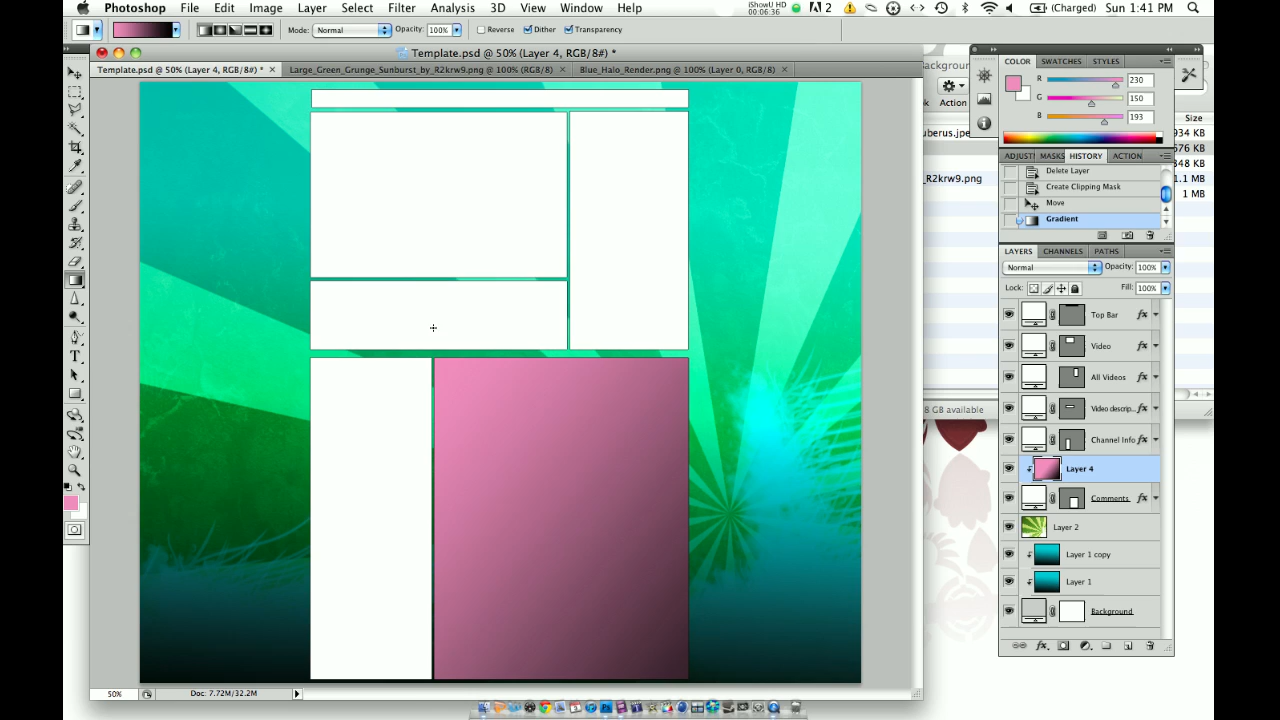 Photoshop File Edit Image Layer Select Filter Analysis 3D View Window Help
iShowU HD
00:06:36
2
(Charged) Sun 1:41 PM
Mode: Normal Opacity: 100% Reverse Dither Transparency
Template.psd @ 50% (Layer 4, RGB/8#) *
Template.psd @ 50% (Layer 4, RGB/8#) * Large_Green_Grunge_Sunburst_by_R2krw9.png @ 100% (RGB/8) Blue_Halo_Render.png @ 100% (Layer 0, RGB/8)
COLOR SWATCHES STYLES
R 230
G 150
B 193
Action
Size
uberus.jpe
934 KB
676 KB
348 KB
_R2krw9.png
1.1 MB
1 MB
ADJUSTI MASKS HISTORY ACTION
Delete Layer
Create Clipping Mask
Move
Gradient
LAYERS CHANNELS PATHS
Normal Opacity: 100%
Lock: Fill: 100%
Top Bar fx
Video fx
All Videos fx
Video descrip... fx
8 GB available
Channel Info fx
Layer 4
Comments fx
Layer 2
Layer 1 copy
Layer 1
Background
50% Doc: 7.72M/32.2M